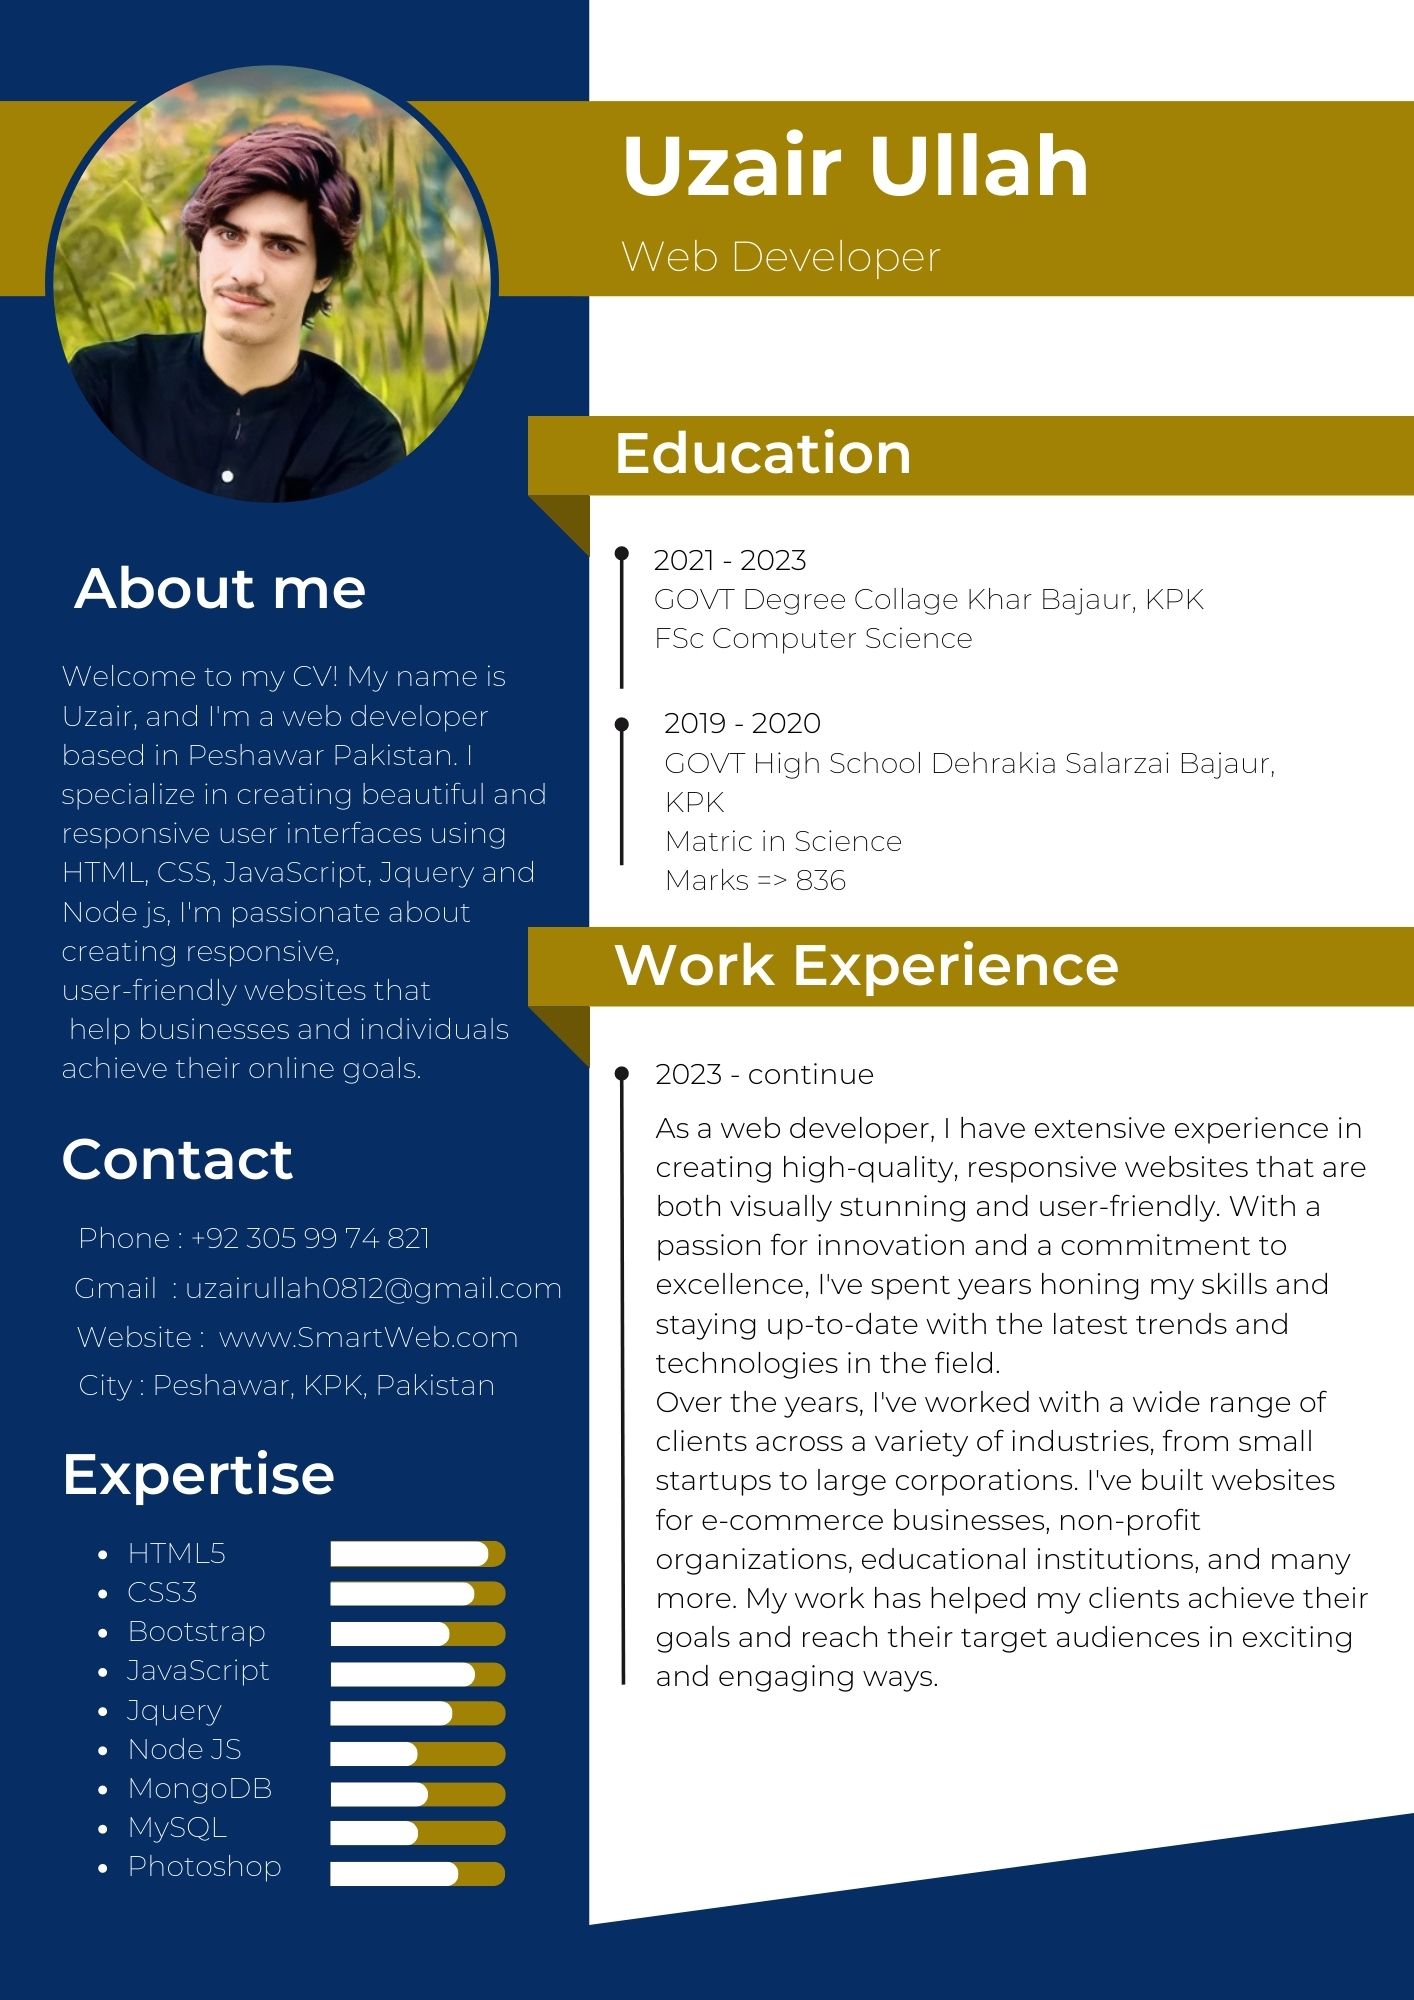 Uzair Ullah
Web Developer
About me
Welcome to my CV! My name is
Uzair, and I'm a web developer
based in Peshawar Pakistan. I
specialize in creating beautiful and
responsive user interfaces using
HTML, CSS, JavaScript, Jquery and
Node js, I'm passionate about
creating responsive,
user-friendly websites that
help businesses and individuals
achieve their online goals.
Contact
Phone : +92 305 99 74 821
Gmail : uzairullah0812@gmail.com
Website : www.SmartWeb.com
City : Peshawar, KPK, Pakistan
Expertise
• HTML5
• CSS3
• Bootstrap
• JavaScript
• Jquery
• Node JS
• MongoDB
• MySQL
• Photoshop
Education
2021 - 2023
GOVT Degree Collage Khar Bajaur, KPK
FSc Computer Science
2019 - 2020
GOVT High School Dehrakia Salarzai Bajaur,
KPK
Matric in Science
Marks => 836
Work Experience
2023 - continue
As a web developer, I have extensive experience in
creating high-quality, responsive websites that are
both visually stunning and user-friendly. With a
passion for innovation and a commitment to
excellence, I've spent years honing my skills and
staying up-to-date with the latest trends and
technologies in the field.
Over the years, I've worked with a wide range of
clients across a variety of industries, from small
startups to large corporations. I've built websites
for e-commerce businesses, non-profit
organizations, educational institutions, and many
more. My work has helped my clients achieve their
goals and reach their target audiences in exciting
and engaging ways.